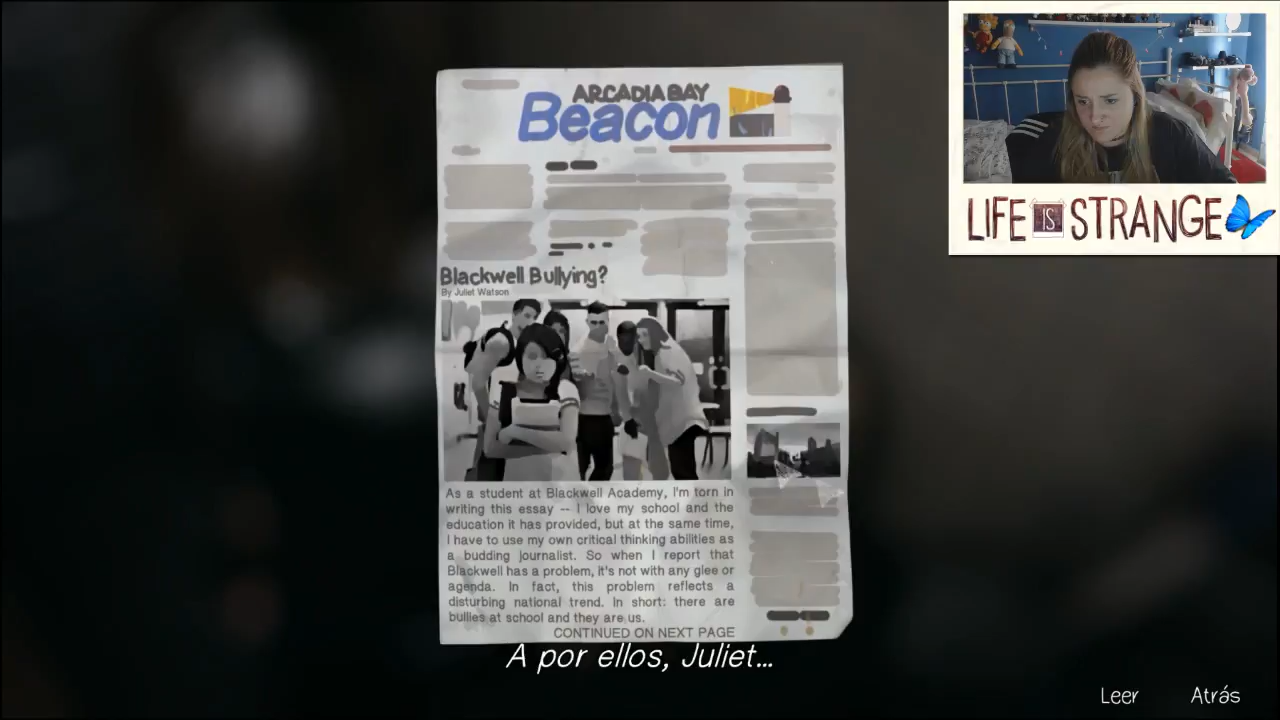 ARCADIA BAY
Beacon
LIFE IS STRANGE
Blackwell Bullying?
By Juliet Watson
As a student at Blackwell Academy, I'm torn in
writing this essay -- I love my school and the
education it has provided, but at the same time,
I have to use my own critical thinking abilities as
a budding journalist. So when I report that
Blackwell has a problem, it's not with any glee or
agenda. In fact, this problem reflects a
disturbing national trend. In short: there are
bullies at school and they are us.
CONTINUED ON NEXT PAGE
A por ellos, Juliet...
Leer
Atrás